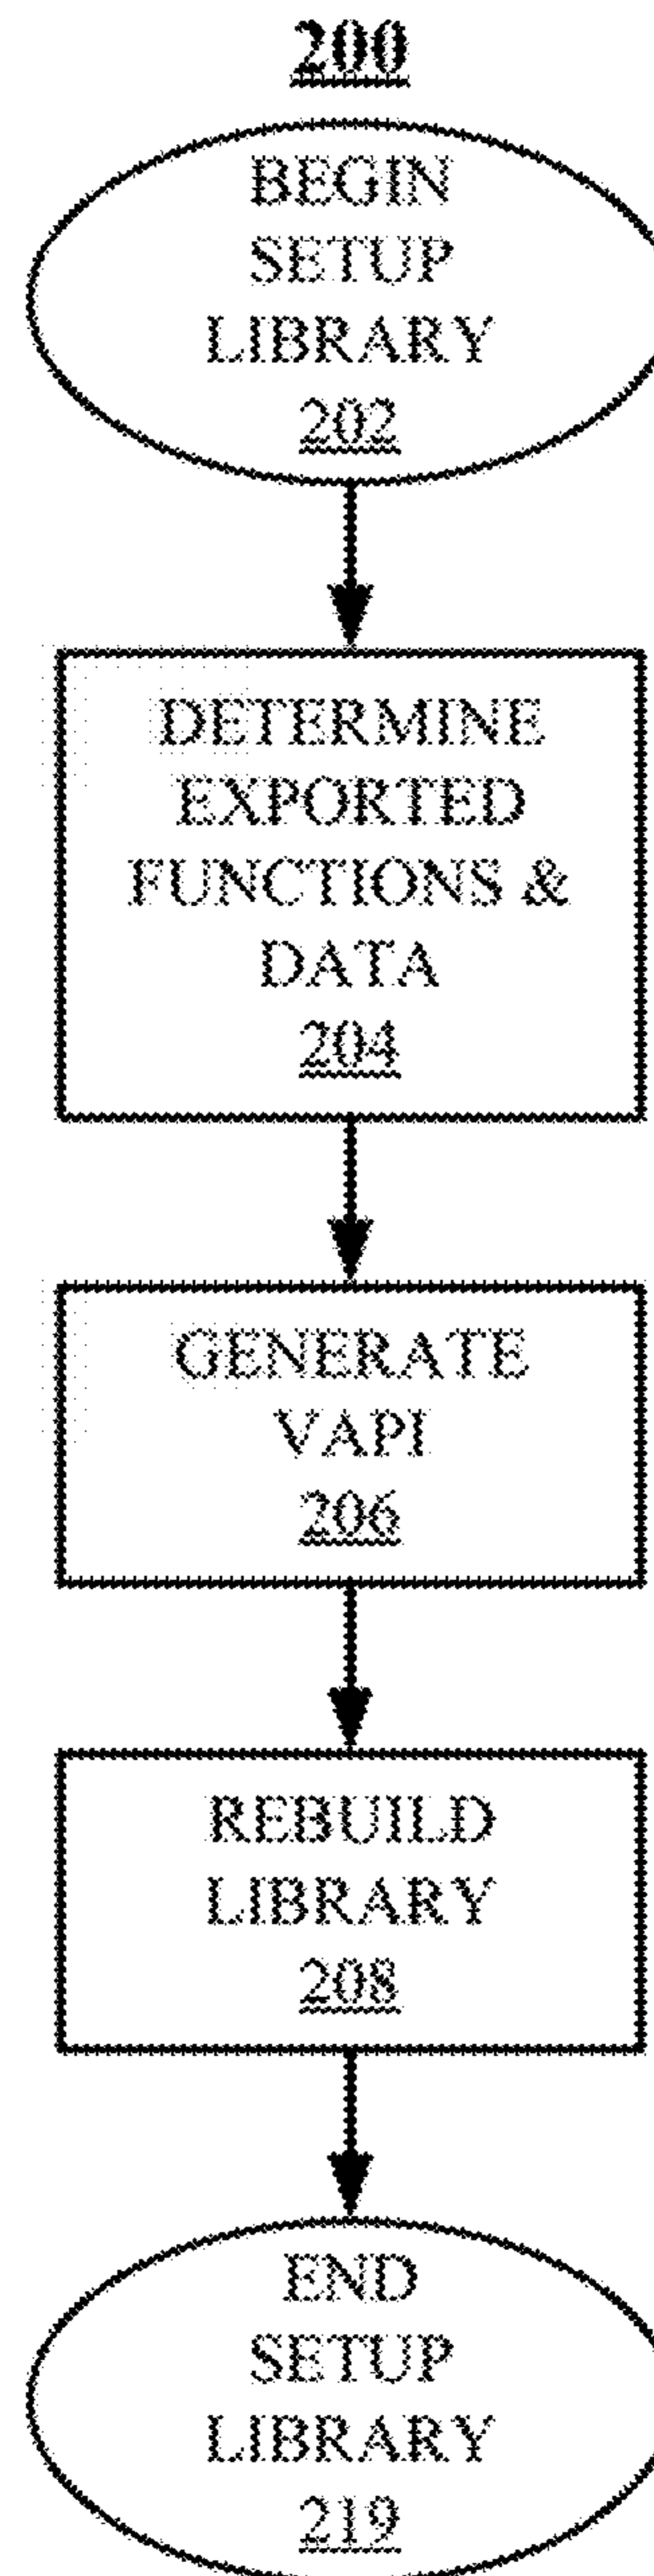 200
BEGIN
SETUP
LIBRARY
202
DETERMINE
EXPORTED
FUNCTIONS &
DATA
204
GENERATE
VAPI
206
REBUILD
LIBRARY
208
END
SETUP
LIBRARY
219